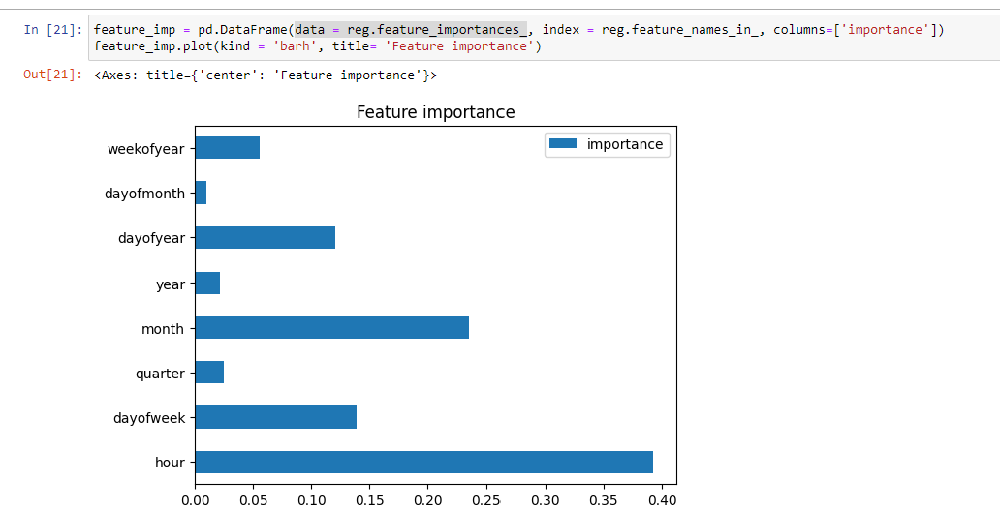 In [21]: feature_imp = pd.DataFrame(data = reg.feature_importances_, index = reg.feature_names_in_, columns=['importance'])
feature_imp.plot(kind = 'barh', title= 'Feature importance')
Out[21]: <Axes: title={'center': 'Feature importance'}>
Feature importance
importance
weekofyear
dayofmonth
dayofyear
year
month
quarter
dayofweek
hour
0.00 0.05 0.10 0.15 0.20 0.25 0.30 0.35 0.40